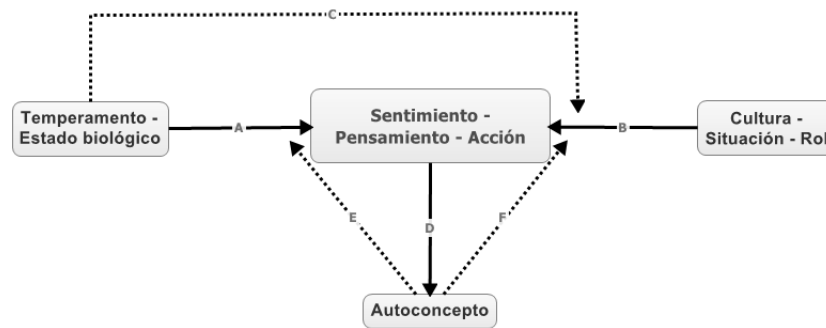 C
Temperamento -
Estado biológico
A
Sentimiento -
Pensamiento - Acción
B
Cultura -
Situación - Rol
E
D
F
Autoconcepto